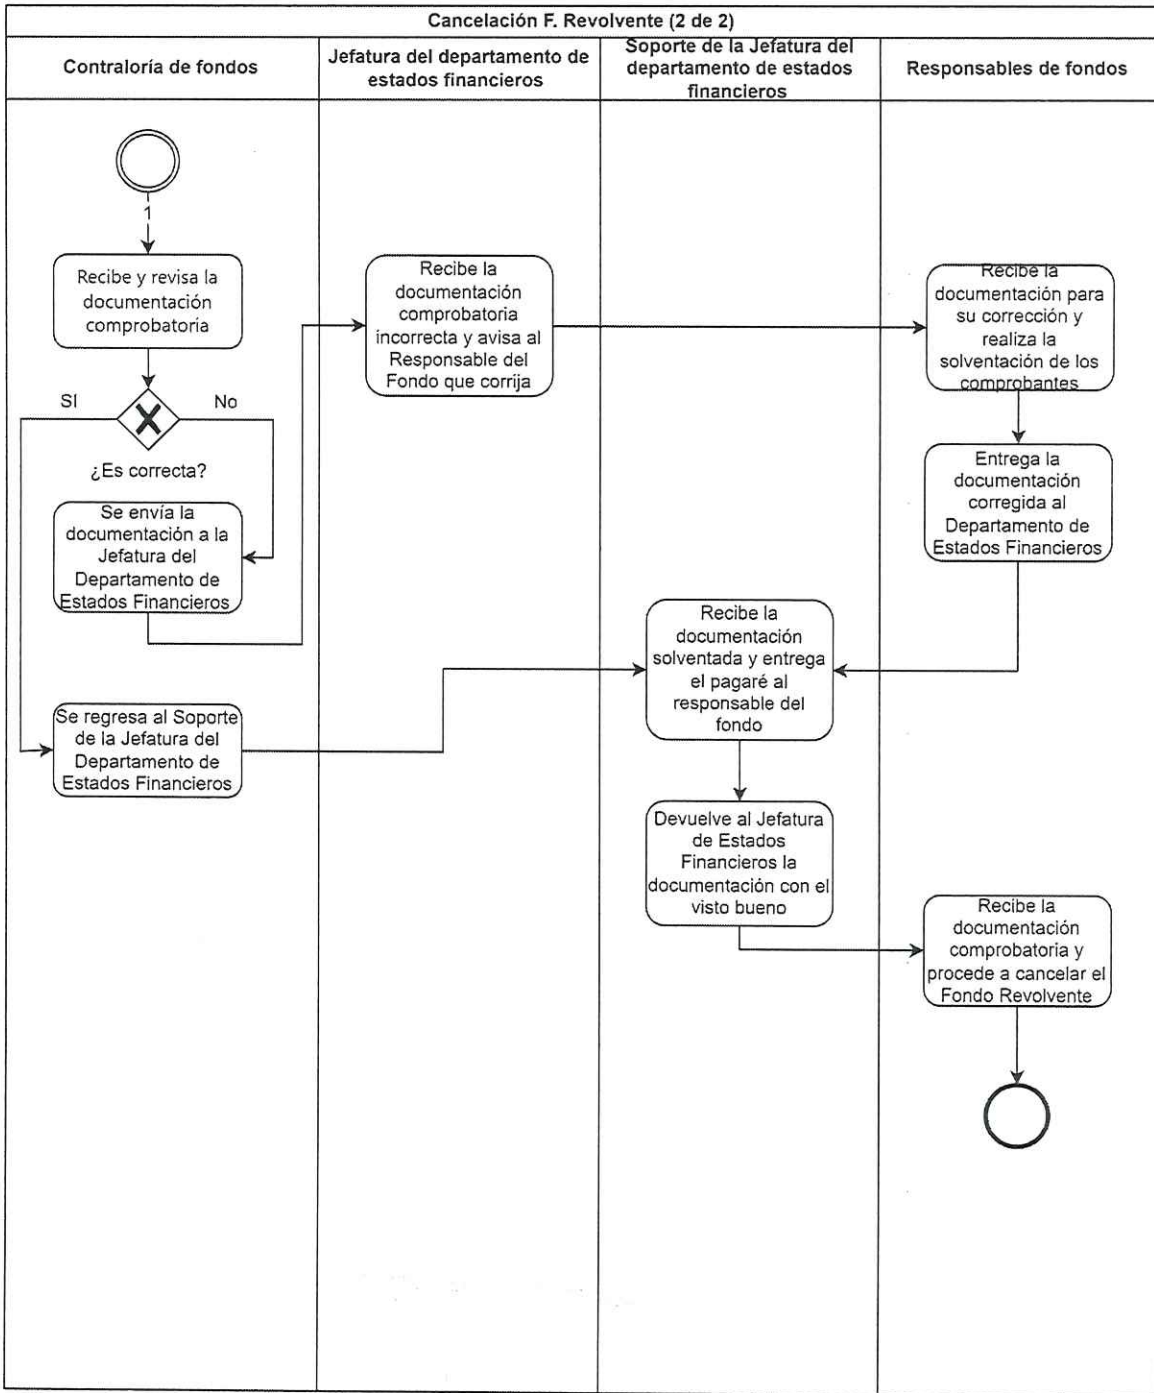 Cancelación F. Revolvente (2 de 2)
Contraloría de fondos
Jefatura del departamento de
estados financieros
Soporte de la Jefatura del
departamento de estados
financieros
Responsables de fondos
1
Recibe y revisa la
documentación
comprobatoria
SI
No
¿Es correcta?
Se envía la
documentación a la
Jefatura del
Departamento de
Estados Financieros
Se regresa al Soporte
de la Jefatura del
Departamento de
Estados Financieros
Recibe la
documentación
comprobatoria
incorrecta y avisa al
Responsable del
Fondo que corrija
Recibe la
documentación para
su corrección y
realiza la
solventación de los
comprobantes
Entrega la
documentación
corregida al
Departamento de
Estados Financieros
Recibe la
documentación
solventada y entrega
el pagaré al
responsable del
fondo
Devuelve al Jefatura
de Estados
Financieros la
documentación con el
visto bueno
Recibe la
documentación
comprobatoria y
procede a cancelar el
Fondo Revolvente